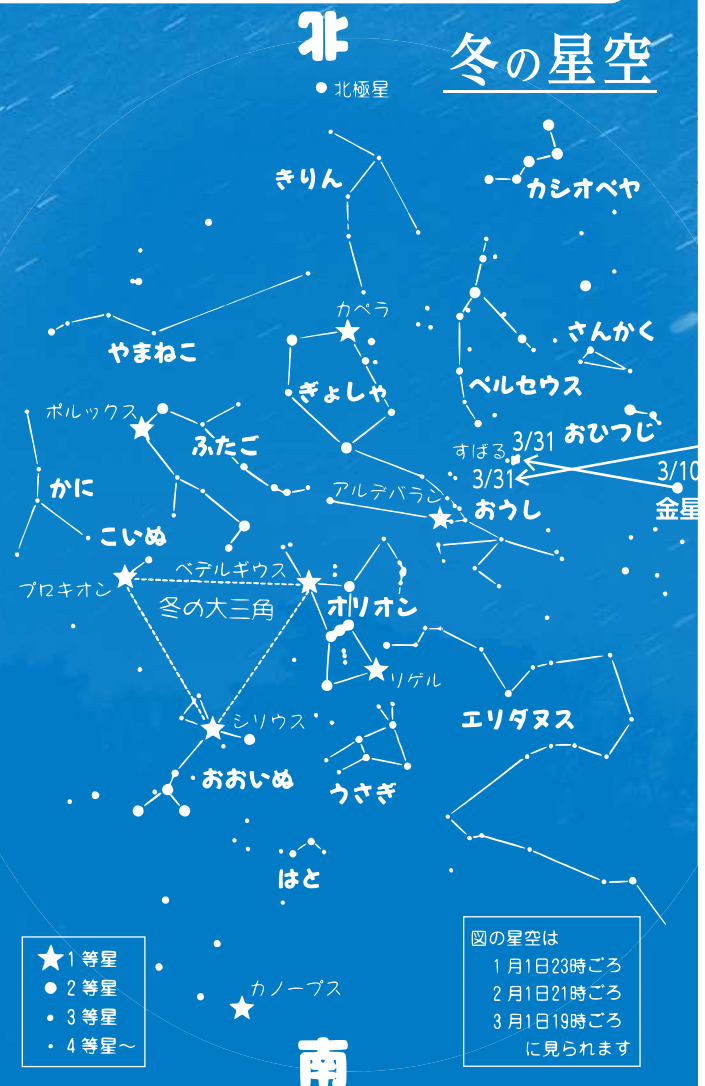 北
冬の星空
北極星
きりん
カシオペヤ
カペラ
さんかく
やまねこ
ぎょしゃ
ペルセウス
ポルックス
おひつじ
ふたご
すばる
3/31
3/31
3/10
金星
かに
アルデバラン
おうし
こいぬ
プロキオン
ベテルギウス
オリオン
冬の大三角
リゲル
シリウス
エリダヌス
おおいぬ
うさぎ
はと
カノープス
1等星
2等星
3等星
4等星～
図の星空は
1月1日23時ごろ
2月1日21時ごろ
3月1日19時ごろ
に見られます
南